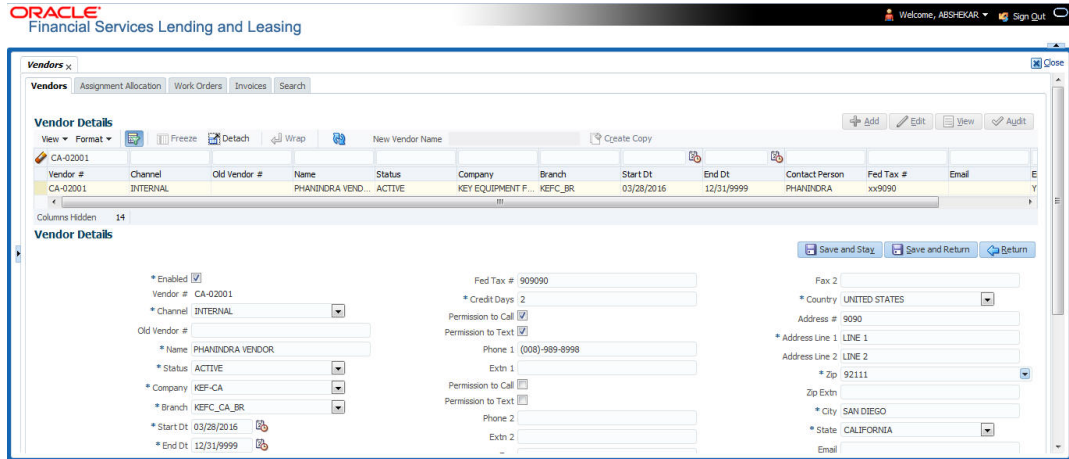 ORACLE
Financial Services Lending and Leasing
Welcome, ABSHEKAR Sign Out
Vendors x
Close
Vendors Assignment Allocation Work Orders Invoices Search
Vendor Details
Add Edit View Audit
View Format Freeze Detach Wrap New Vendor Name Create Copy
CA-02001
Vendor # Channel Old Vendor # Name Status Company Branch Start Dt End Dt Contact Person Fed Tax # Email E
CA-02001 INTERNAL PHANINDRA VEND... ACTIVE KEY EQUIPMENT F... KEFC_BR 03/28/2016 12/31/9999 PHANINDRA xx9090 Y
Columns Hidden 14
Vendor Details
Save and Stay Save and Return Return
* Enabled
Vendor # CA-02001
* Channel INTERNAL
Old Vendor #
* Name PHANINDRA VENDOR
* Status ACTIVE
* Company KEF-CA
* Branch KEFC_CA_BR
* Start Dt 03/28/2016
* End Dt 12/31/9999
Fed Tax # 909090
* Credit Days 2
Permission to Call
Permission to Text
Phone 1 (008)-989-8998
Extn 1
Permission to Call
Permission to Text
Phone 2
Extn 2
Fax 2
* Country UNITED STATES
Address # 9090
* Address Line 1 LINE 1
Address Line 2 LINE 2
* Zip 92111
Zip Extn
* City SAN DIEGO
* State CALIFORNIA
Email